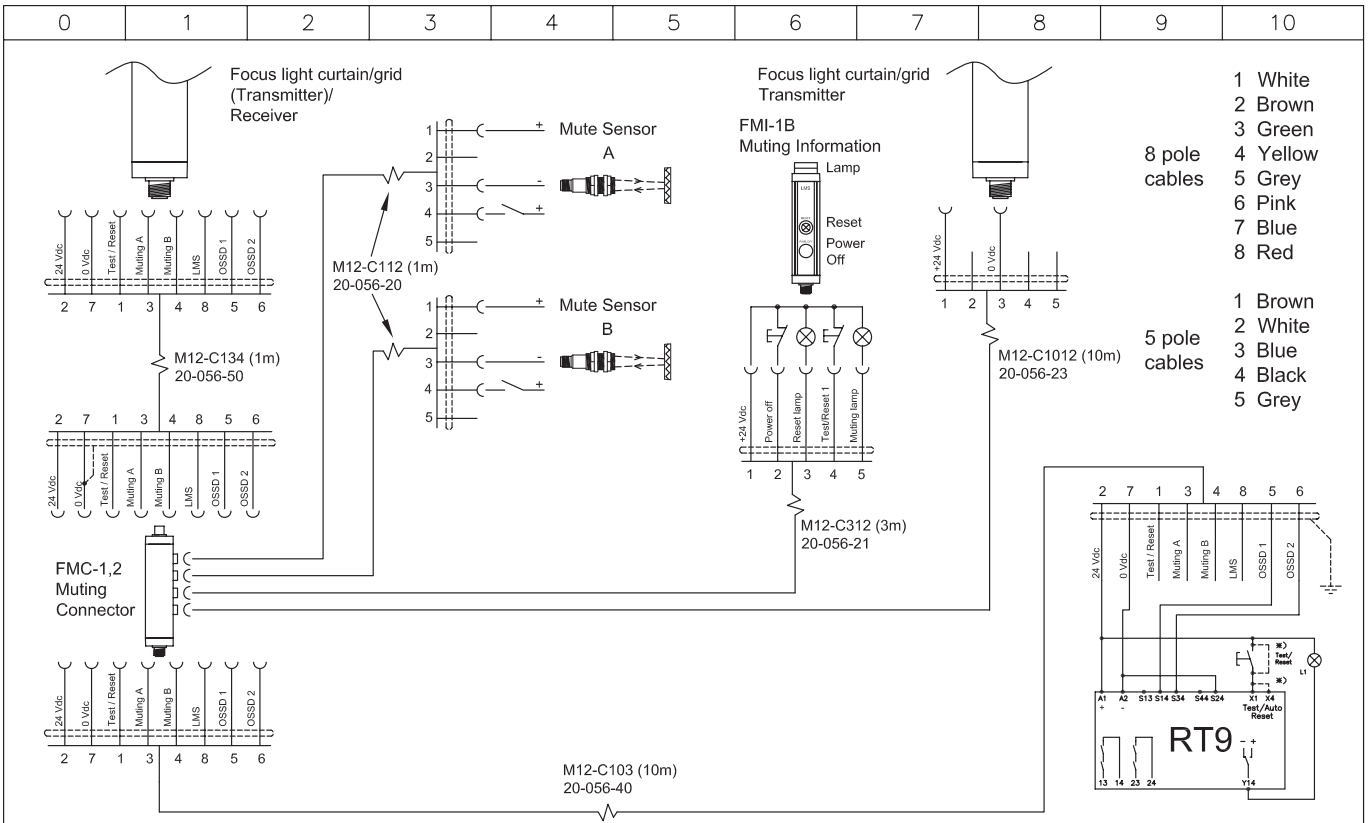 0 1 2 3 4 5 6 7 8 9 10
Focus light curtain/grid
(Transmitter)/
Receiver
24 Vdc
0 Vdc
Test / Reset
Muting A
Muting B
LMS
OSSD 1
OSSD 2
2 7 1 3 4 8 5 6
M12-C134 (1m)
20-056-50
2 7 1 3 4 8 5 6
24 Vdc
0 Vdc
Test / Reset
Muting A
Muting B
LMS
OSSD 1
OSSD 2
FMC-1,2
Muting
Connector
24 Vdc
0 Vdc
Test / Reset
Muting A
Muting B
LMS
OSSD 1
OSSD 2
2 7 1 3 4 8 5 6
1
2
3
4
5
+
-
+
Mute Sensor
A
M12-C112 (1m)
20-056-20
1
2
3
4
5
+
-
+
Mute Sensor
B
Focus light curtain/grid
Transmitter
FMI-1B
Muting Information
Lamp
LMS
Reset
Power
Off
+24 Vdc
Power off
Reset lamp
Test/Reset 1
Muting lamp
1 2 3 4 5
M12-C312 (3m)
20-056-21
+24 Vdc
0 Vdc
1 2 3 4 5
M12-C1012 (10m)
20-056-23
8 pole
cables
1 White
2 Brown
3 Green
4 Yellow
5 Grey
6 Pink
7 Blue
8 Red
5 pole
cables
1 Brown
2 White
3 Blue
4 Black
5 Grey
2 7 1 3 4 8 5 6
24 Vdc
0 Vdc
Test / Reset
Muting A
Muting B
LMS
OSSD 1
OSSD 2
※)
Test/
Reset
※)
L1
A1 A2 S13 S14 S34 S44 S24 X1 X4
+ -
Test/Auto
Reset
RT9
- +
13 14 23 24 Y14
M12-C103 (10m)
20-056-40